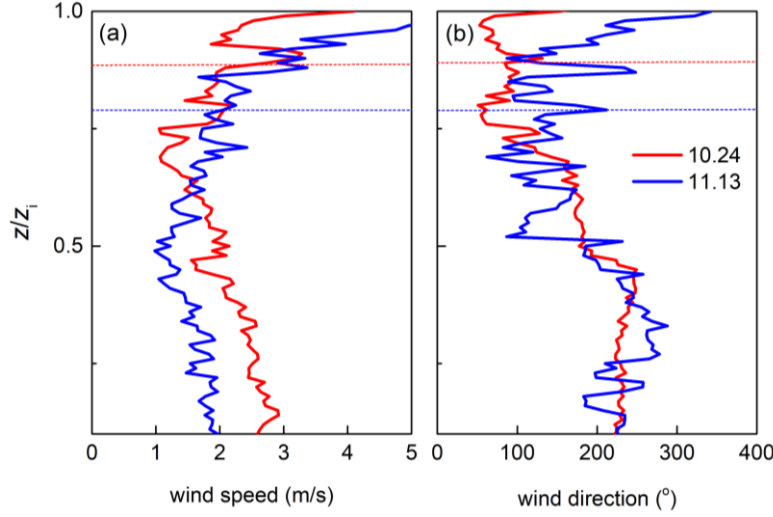 1.0
(a)
(b)
10.24
11.13
z/zi
0.5
0 1 2 3 4 5
0 100 200 300 400
wind speed (m/s)
wind direction (o)